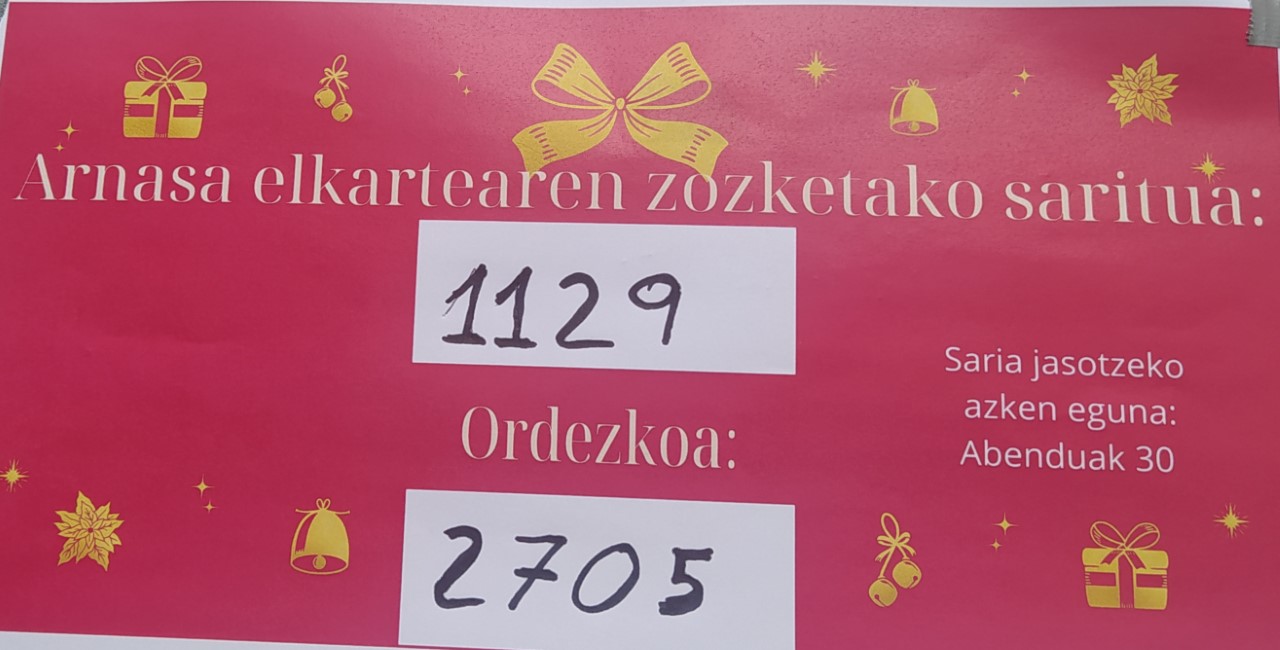 Arnasa elkartearen zozketako saritua:
1129
Ordezkoa:
2705
Saria jasotzeko
azken eguna:
Abenduak 30